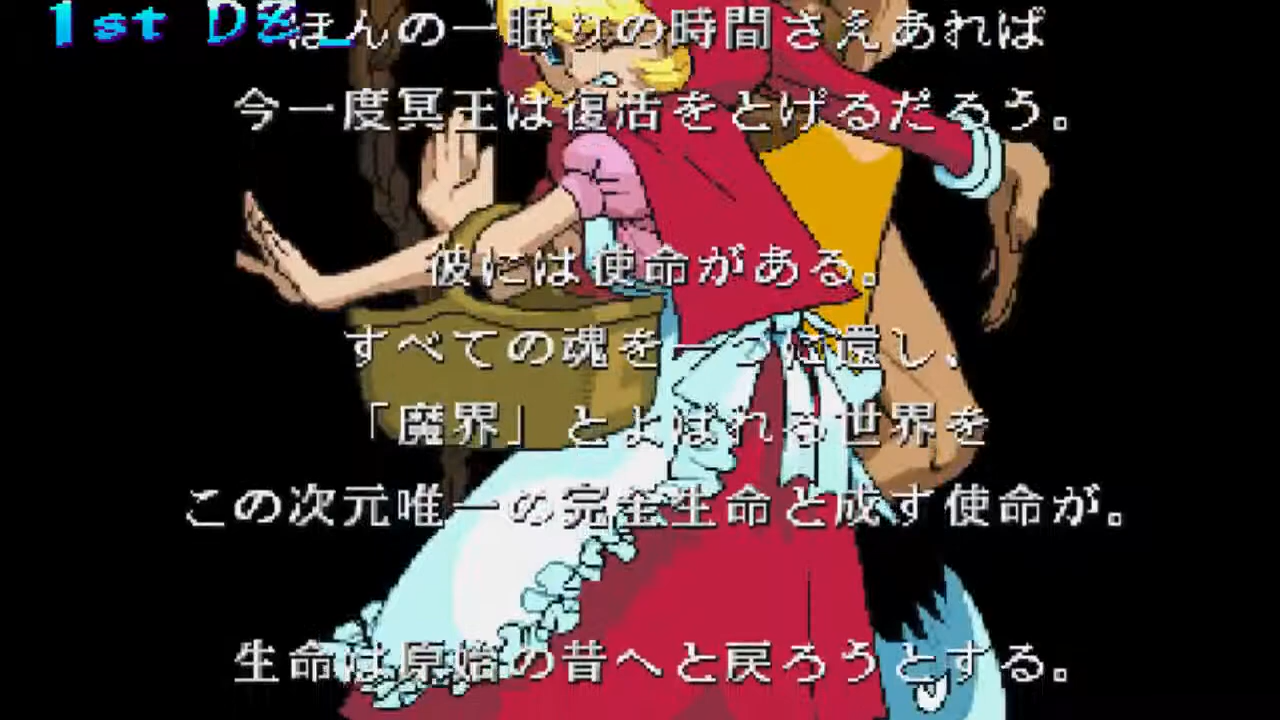 1st DZ_
ほんの一眠りの時間さえあれば
今一度冥王は復活をとげるだろう。
彼には使命がある。
すべての魂を一つに還し、
「魔界」とよばれる世界を
この次元唯一の完全生命と成す使命が。
生命は原始の昔へと戻ろうとする。